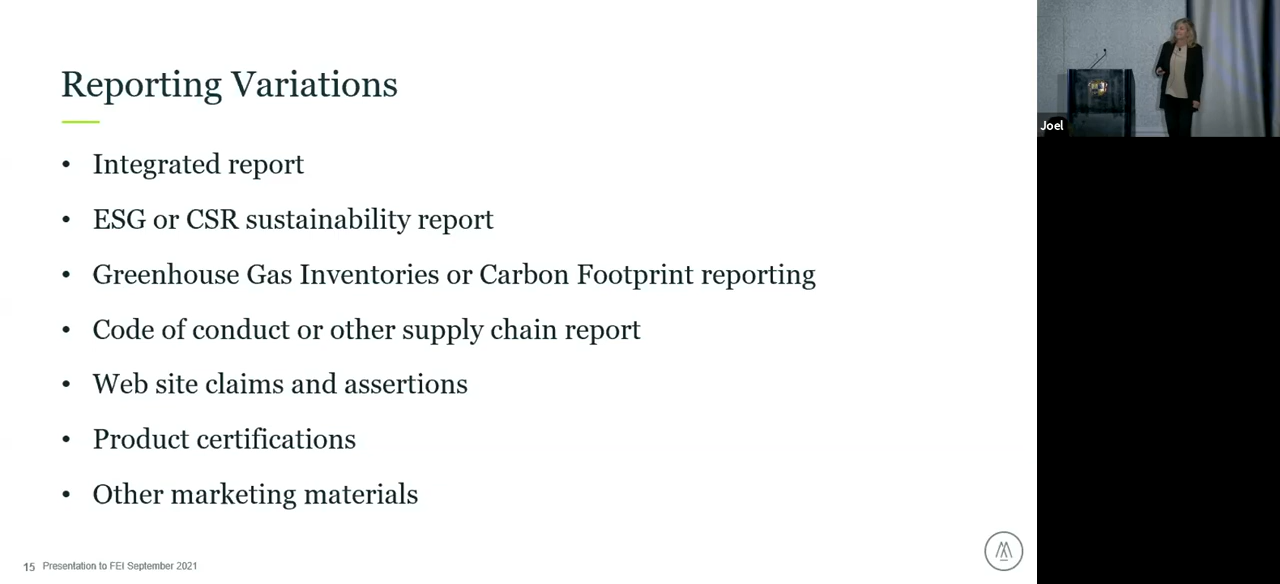 Reporting Variations
• Integrated report
• ESG or CSR sustainability report
• Greenhouse Gas Inventories or Carbon Footprint reporting
• Code of conduct or other supply chain report
• Web site claims and assertions
• Product certifications
• Other marketing materials
15 Presentation to FEI September 2021
Joel